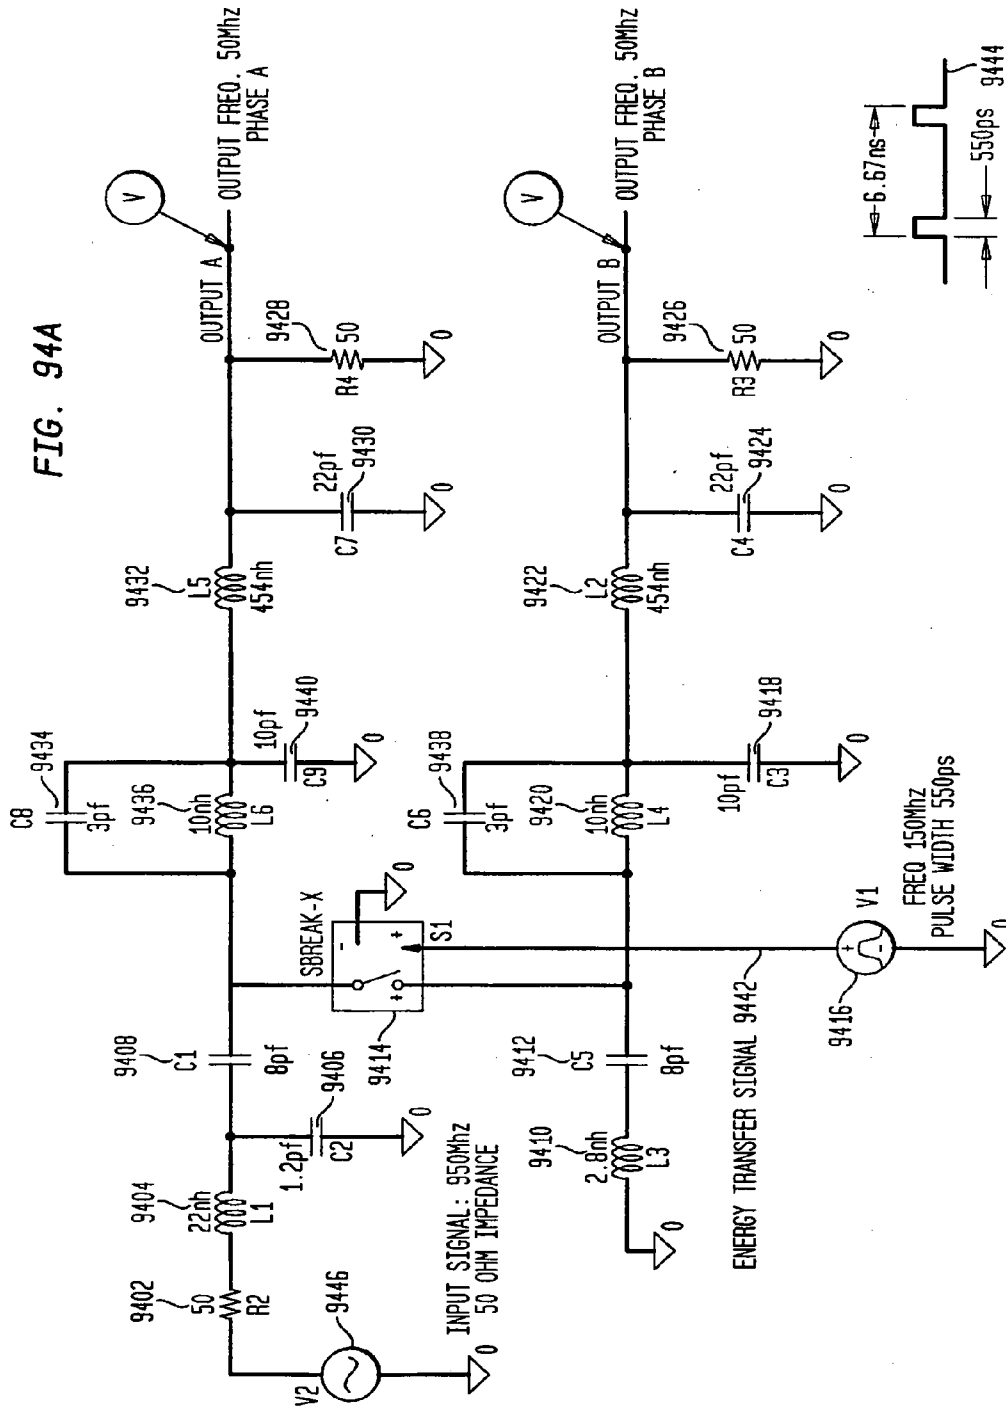 FIG. 94A
V
OUTPUT FREQ. 50Mhz
PHASE A
OUTPUT A
9428
50
R4
0
22pf
9430
C7
0
9432
L5
454nh
9434
C8
3pf
9436
10nh
L6
10pf
9440
C9
0
9408
C1
8pf
9404
22nh
L1
1.2pf
9406
C2
0
9402
50
R2
V2
9446
0
INPUT SIGNAL: 950Mhz
50 OHM IMPEDANCE
SBREAK-X
-
+
+
S1
0
9414
V
OUTPUT FREQ. 50Mhz
PHASE B
OUTPUT B
9426
50
R3
0
22pf
9424
C4
0
9422
L2
454nh
9438
C6
3pf
9420
10nh
L4
10pf
9418
C3
0
9412
C5
8pf
9410
2.8nh
L3
0
ENERGY TRANSFER SIGNAL 9442
V1
+
-
9416
FREQ 150Mhz
PULSE WIDTH 550ps
0
6.67ns
550ps
9444